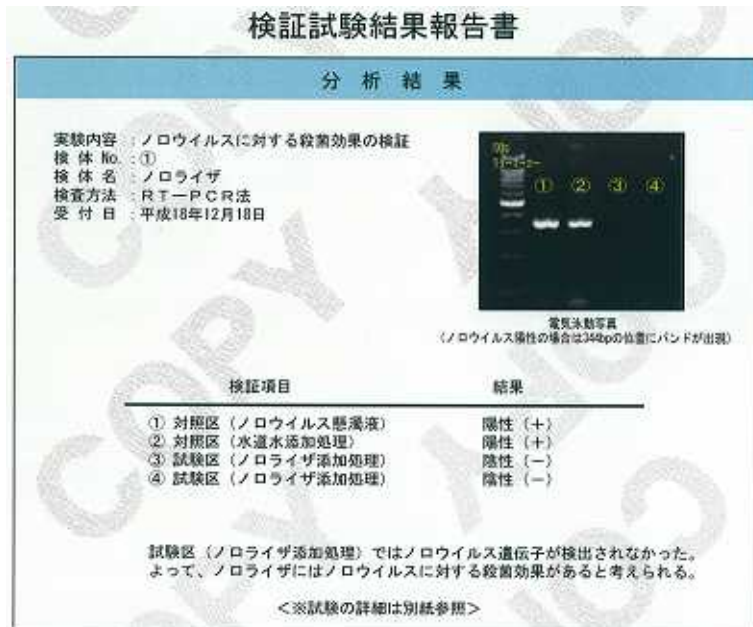 検証試験結果報告書
分析結果
実験内容：ノロウイルスに対する殺菌効果の検証
検体No.：①
検体名：ノロライザ
検査方法：RT－PCR法
受付日：平成18年12月18日
① ② ③ ④
電気泳動写真
(ノロウイルス陽性の場合は344bpの位置にバンドが出現)
検証項目 結果
① 対照区（ノロウイルス懸濁液） 陽性（＋）
② 対照区（水道水添加処理） 陽性（＋）
③ 試験区（ノロライザ添加処理） 陰性（－）
④ 試験区（ノロライザ添加処理） 陰性（－）
試験区（ノロライザ添加処理）ではノロウイルス遺伝子が検出されなかった。
よって、ノロライザにはノロウイルスに対する殺菌効果があると考えられる。
＜※試験の詳細は別紙参照＞
COPY
COPY
COPY
COPY